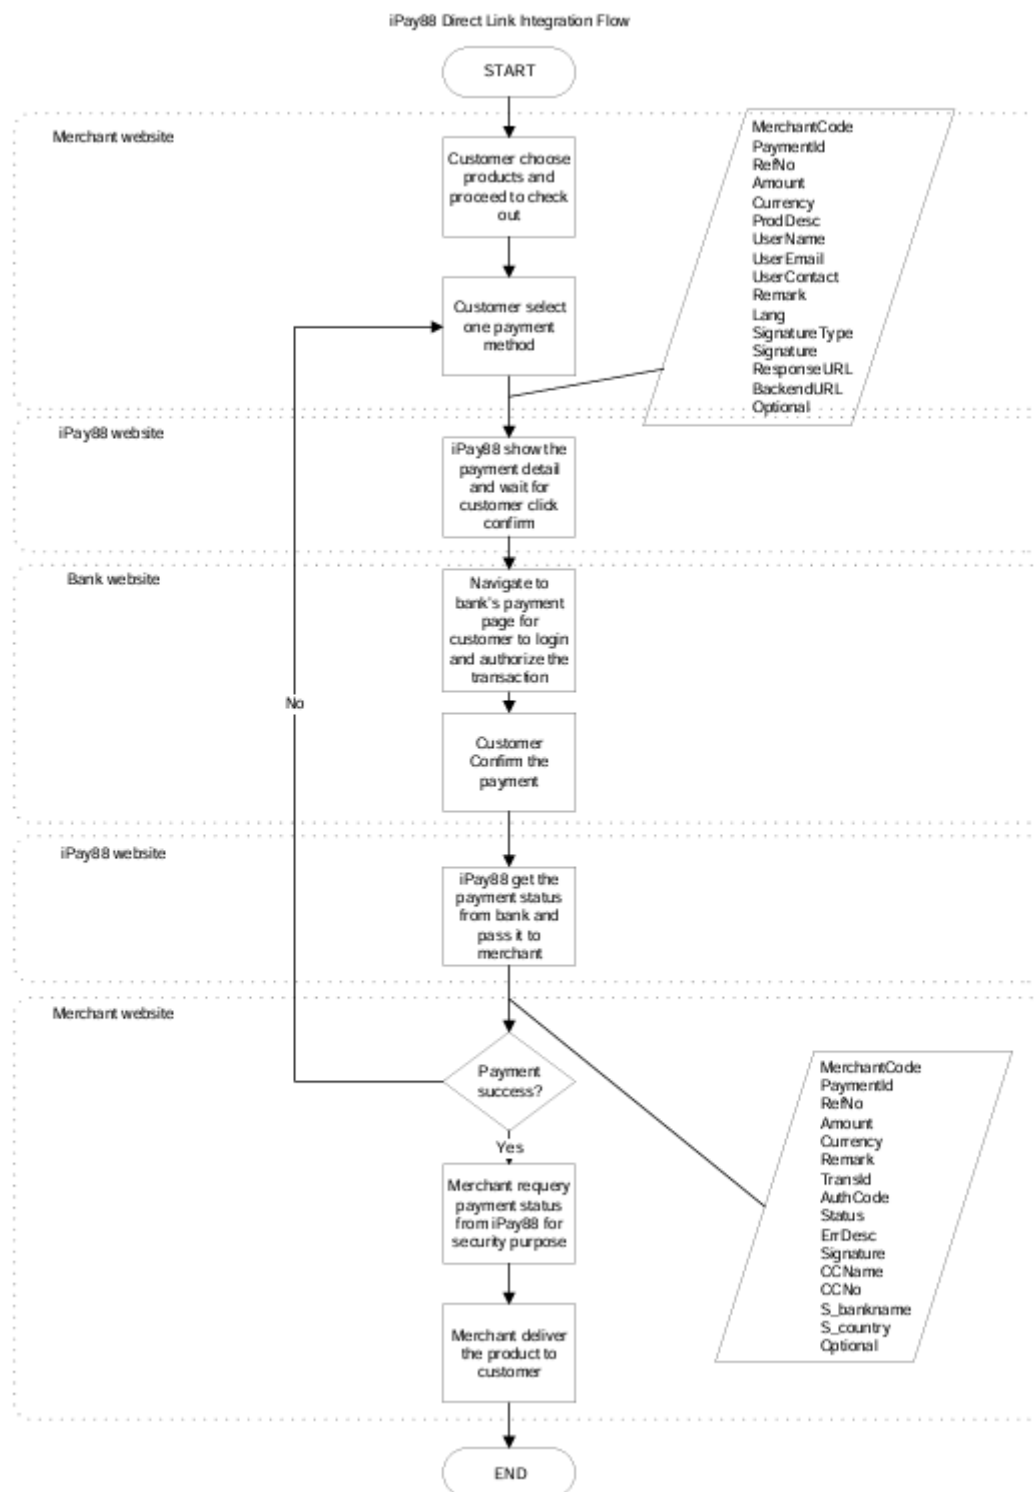 iPay88 Direct Link Integration Flow
START
Merchant website
Customer choose
products and
proceed to check
out
MerchantCode
PaymentId
RefNo
Amount
Currency
ProdDesc
UserName
UserEmail
UserContact
Remark
Lang
SignatureType
Signature
ResponseURL
BackendURL
Optional
Customer select
one payment
method
iPay88 website
iPay88 show the
payment detail
and wait for
customer click
confirm
Bank website
Navigate to
bank's payment
page for
customer to login
and authorize the
transaction
No
Customer
Confirm the
payment
iPay88 website
iPay88 get the
payment status
from bank and
pass it to
merchant
Merchant website
Payment
success?
Yes
MerchantCode
PaymentId
RefNo
Amount
Currency
Remark
TransId
AuthCode
Status
ErrDesc
Signature
CCName
CCNo
S_bankname
S_country
Optional
Merchant requery
payment status
from iPay88 for
security purpose
Merchant deliver
the product to
customer
END